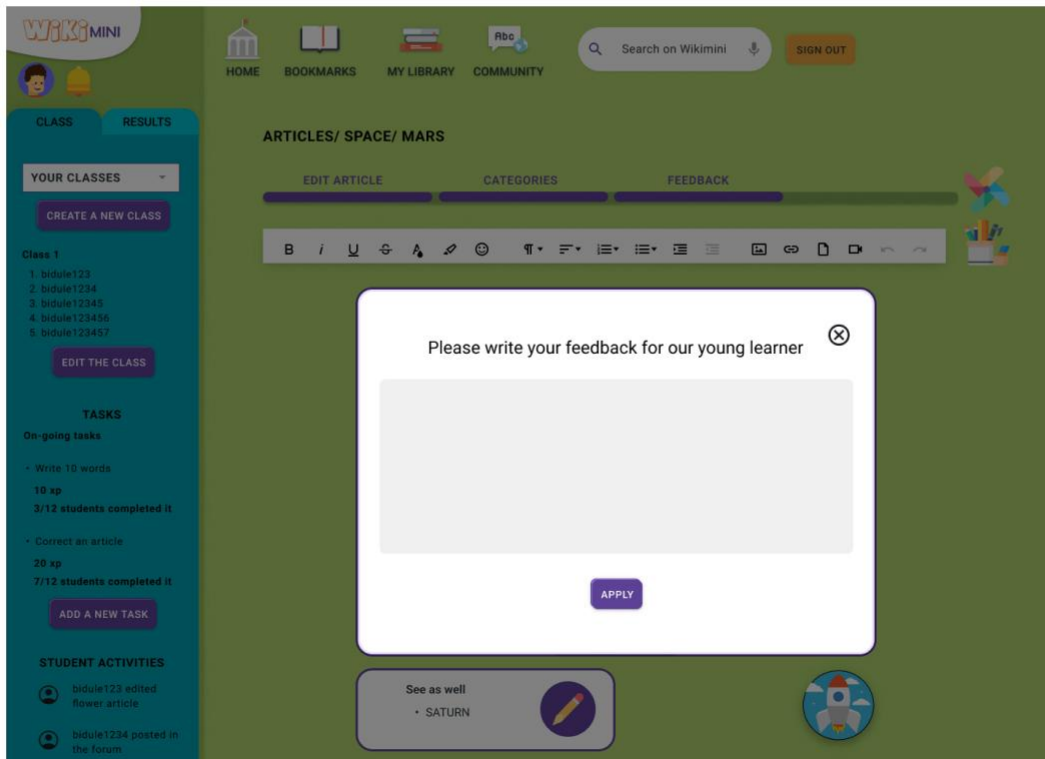 WiKiMINI
HOME
BOOKMARKS
MY LIBRARY
Abc
COMMUNITY
Search on Wikimini
SIGN OUT
CLASS
RESULTS
YOUR CLASSES
CREATE A NEW CLASS
Class 1
1. bidule123
2. bidule1234
3. bidule12345
4. bidule123456
5. bidule123457
EDIT THE CLASS
TASKS
On-going tasks
• Write 10 words
10 xp
3/12 students completed it
• Correct an article
20 xp
7/12 students completed it
ADD A NEW TASK
STUDENT ACTIVITIES
bidule123 edited
flower article
bidule1234 posted in
the forum
ARTICLES/ SPACE/ MARS
EDIT ARTICLE
CATEGORIES
FEEDBACK
B i U S A
Please write your feedback for our young learner
APPLY
See as well
• SATURN